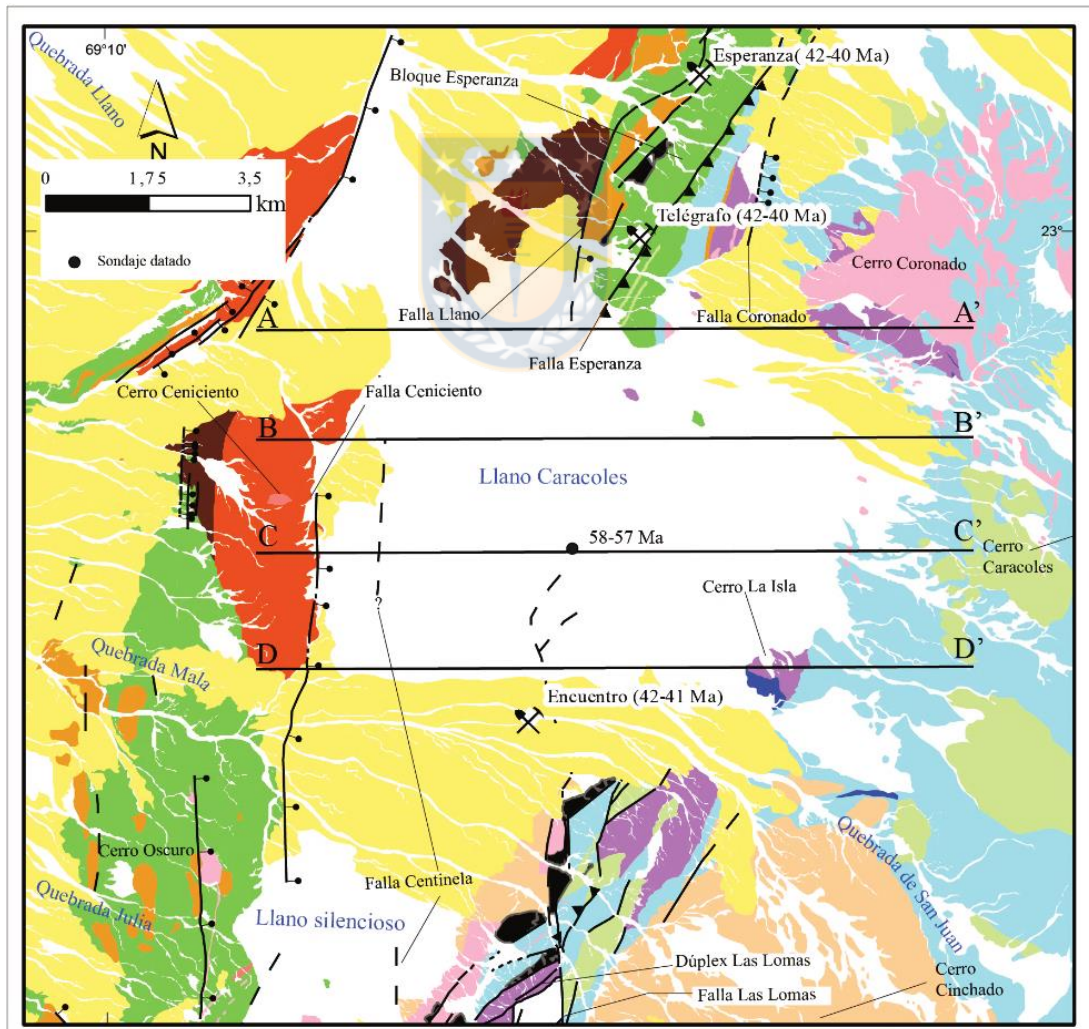 69°10'
Quebrada Llano
N
0 1,75 3,5
km
Sondaje datado
Esperanza( 42-40 Ma)
Bloque Esperanza
Telégrafo (42-40 Ma)
23°
Cerro Coronado
Falla Llano
Falla Coronado
A A'
Falla Esperanza
Cerro Ceniciento
Falla Ceniciento
B B'
Llano Caracoles
58-57 Ma
C C'
Cerro
Caracoles
Cerro La Isla
?
D D'
Quebrada Mala
Encuentro (42-41 Ma)
Cerro Oscuro
Quebrada de San Juan
Falla Centinela
Quebrada Julia
Llano silencioso
Dúplex Las Lomas
Falla Las Lomas
Cerro
Cinchado